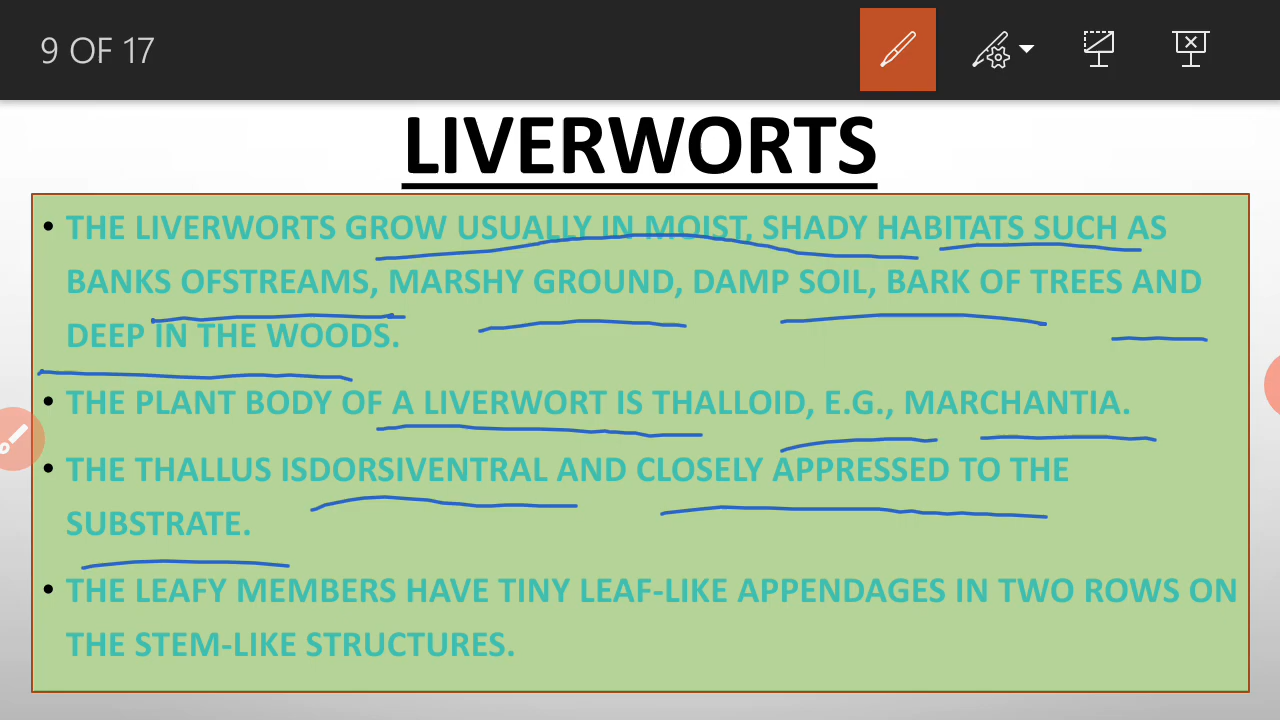 9 OF 17
LIVERWORTS
• THE LIVERWORTS GROW USUALLY IN MOIST, SHADY HABITATS SUCH AS
BANKS OFSTREAMS, MARSHY GROUND, DAMP SOIL, BARK OF TREES AND
DEEP IN THE WOODS.
• THE PLANT BODY OF A LIVERWORT IS THALLOID, E.G., MARCHANTIA.
• THE THALLUS ISDORSIVENTRAL AND CLOSELY APPRESSED TO THE
SUBSTRATE.
• THE LEAFY MEMBERS HAVE TINY LEAF-LIKE APPENDAGES IN TWO ROWS ON
THE STEM-LIKE STRUCTURES.